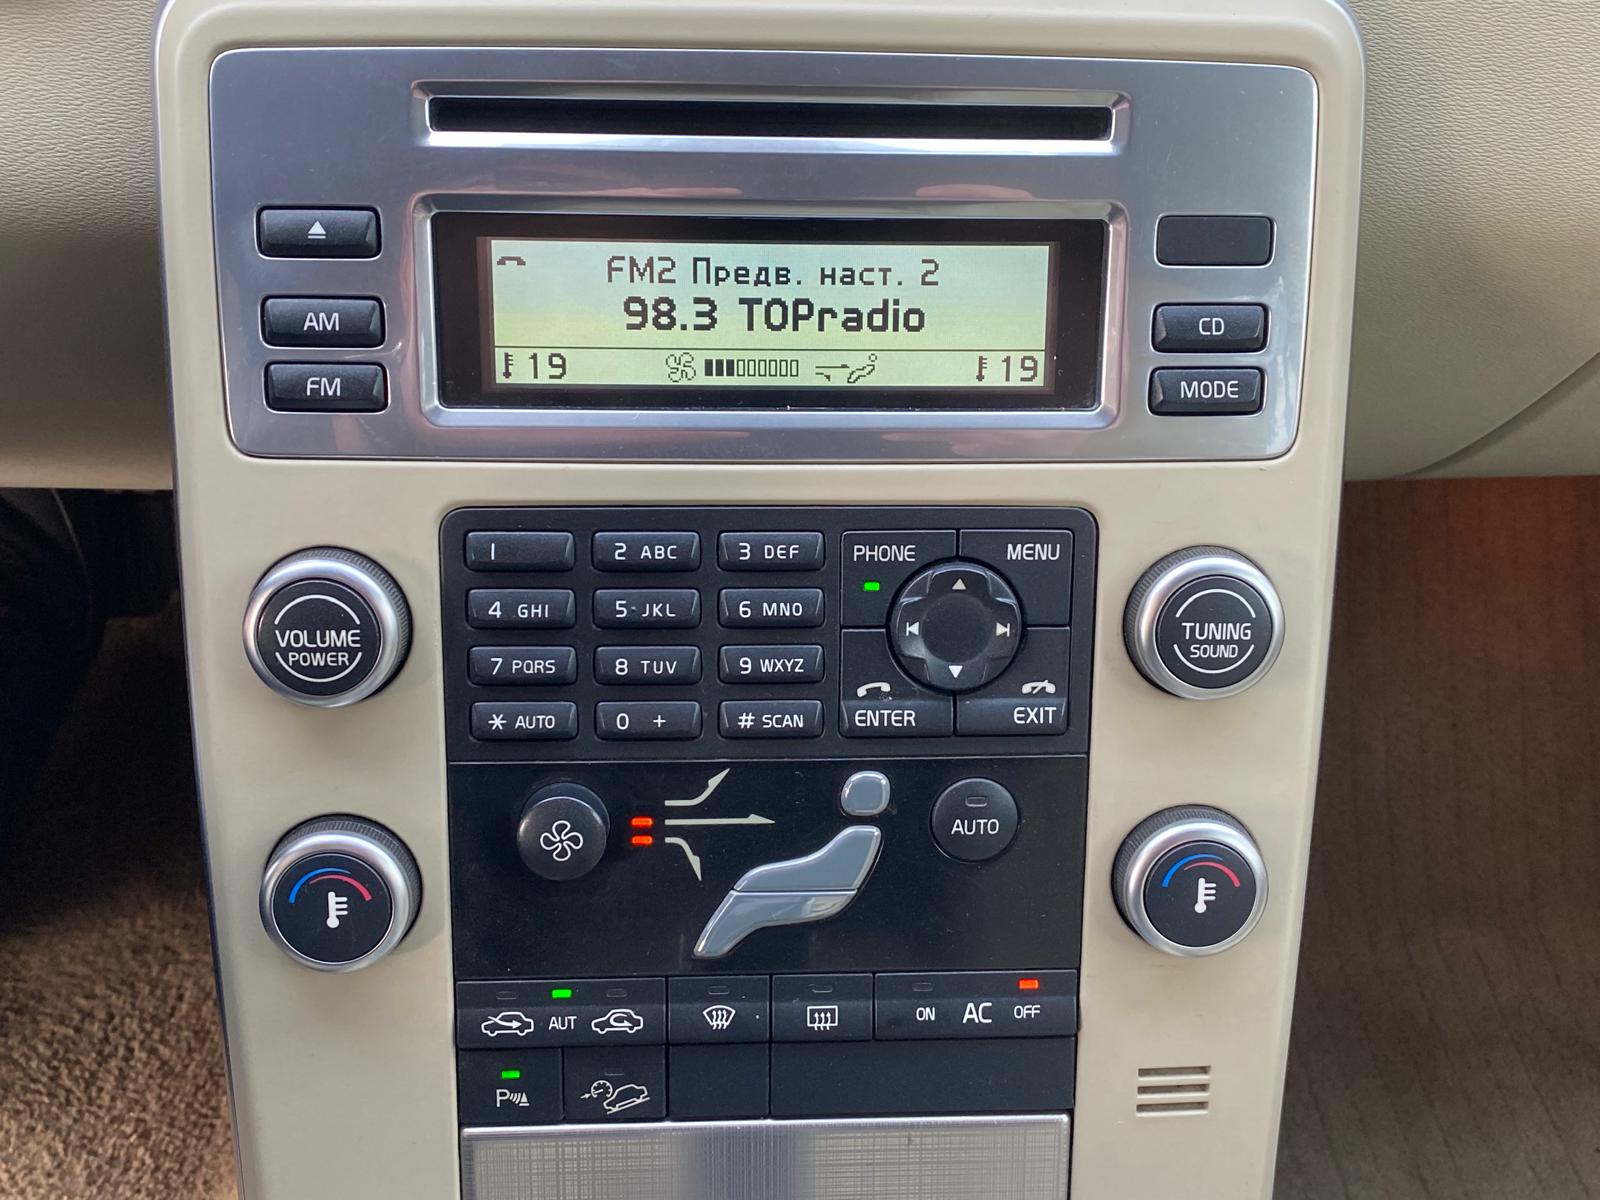 FM2 Предв. наст. 2
98.3 TOPradio
19 19
AM
FM
CD
MODE
1
2 ABC
3 DEF
4 GHI
5 JKL
6 MNO
7 PQRS
8 TUV
9 WXYZ
* AUTO
0 +
# SCAN
PHONE
MENU
ENTER
EXIT
VOLUME
POWER
TUNING
SOUND
AUTO
AUT
ON AC OFF
P